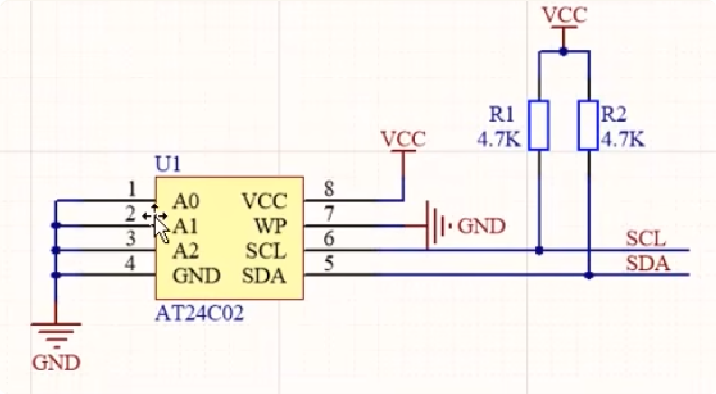 VCC
R1
4.7K
R2
4.7K
VCC
U1
1 A0 VCC 8
2 A1 WP 7
GND
3 A2 SCL 6
SCL
4 GND SDA 5
SDA
AT24C02
GND